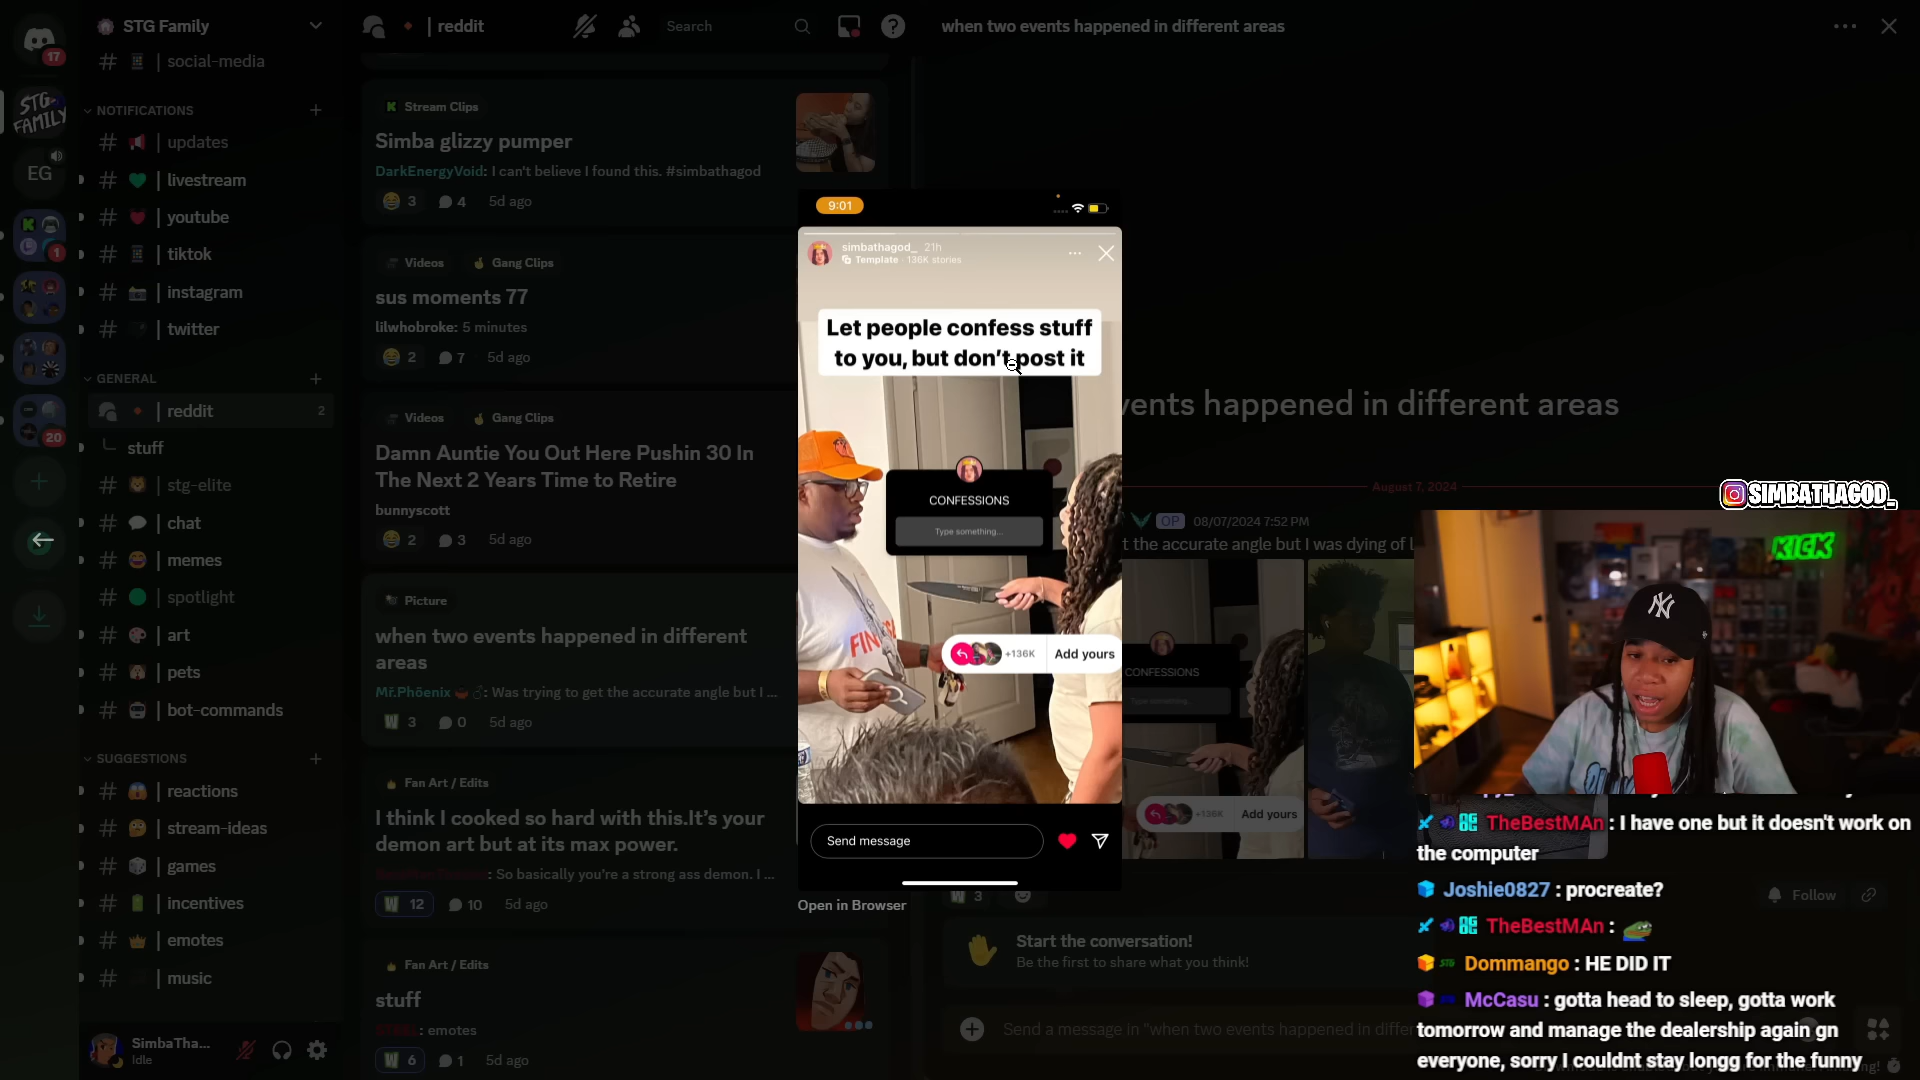 17
STG FAMILY
EG
1
20
STG Family
social-media
NOTIFICATIONS
updates
livestream
youtube
tiktok
instagram
twitter
GENERAL
reddit
2
stuff
stg-elite
chat
memes
spotlight
art
pets
bot-commands
SUGGESTIONS
reactions
stream-ideas
games
incentives
emotes
music
SimbaTha...
Idle
reddit
Search
Stream Clips
Simba glizzy pumper
DarkEnergyVoid: I can't believe I found this. #simbathagod
3 4 5d ago
Videos Gang Clips
sus moments 77
lilwhobroke: 5 minutes
2 7 5d ago
Videos Gang Clips
Damn Auntie You Out Here Pushin 30 In
The Next 2 Years Time to Retire
bunnyscott
2 3 5d ago
Picture
when two events happened in different
areas
Mr.Phöenix : Was trying to get the accurate angle but I ...
3 0 5d ago
Fan Art / Edits
I think I cooked so hard with this.It's your
demon art but at its max power.
: So basically you're a strong ass demon. I ...
12 10 5d ago
Fan Art / Edits
stuff
: emotes
6 1 5d ago
9:01
simbathagod_ 21h
Template · 136K stories
Let people confess stuff
to you, but don't post it
CONFESSIONS
Type something...
+136K Add yours
Send message
Open in Browser
when two events happened in different areas
vents happened in different areas
August 7, 2024
OP 08/07/2024 7:52 PM
t the accurate angle but I was dying of l
CONFESSIONS
Type something...
+136K Add yours
3
Follow
Start the conversation!
Be the first to share what you think!
Send a message in "when two events happened in differ
SIMBATHAGOD_
KICK
NY
TheBestMAn : I have one but it doesn't work on
the computer
Joshie0827 : procreate?
TheBestMAn :
Dommango : HE DID IT
McCasu : gotta head to sleep, gotta work
tomorrow and manage the dealership again gn
everyone, sorry I couldnt stay longg for the funny